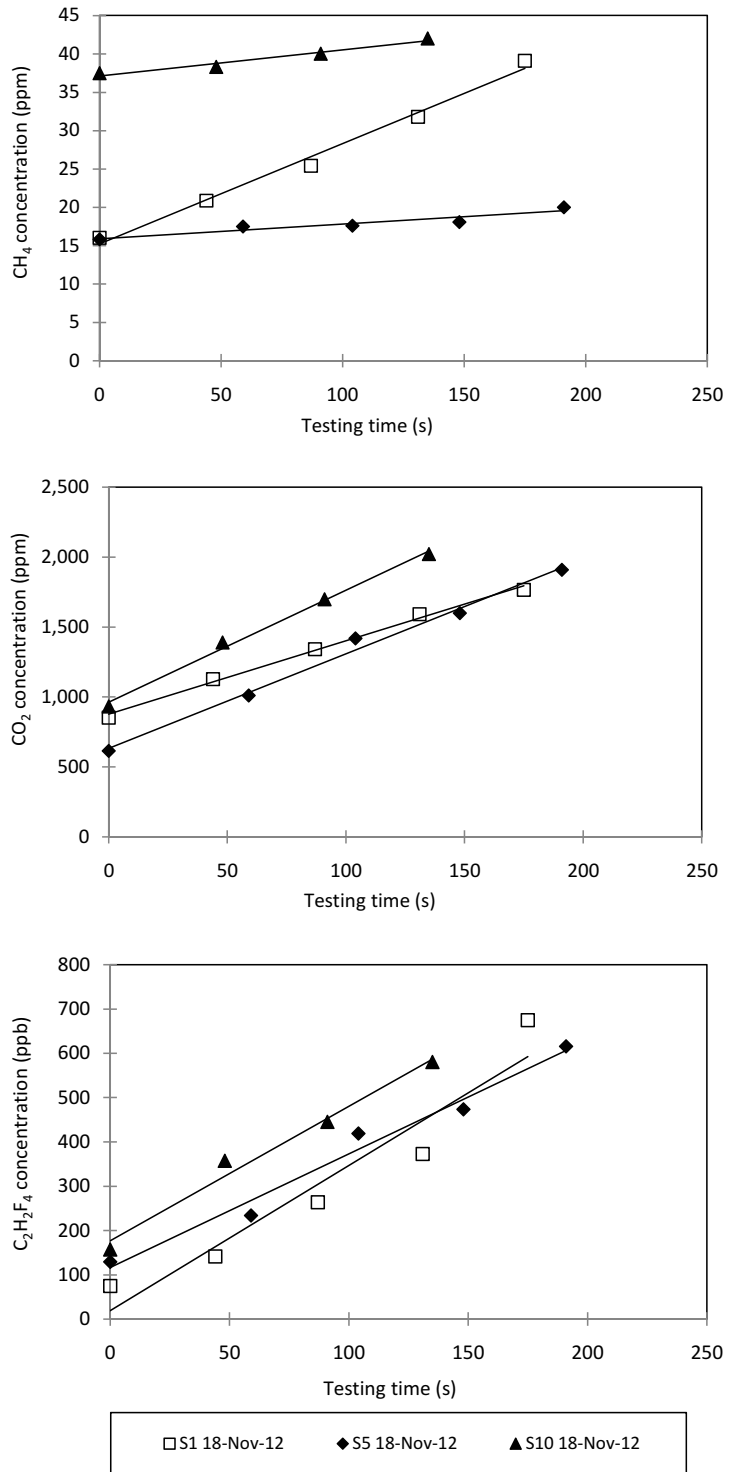 45
40
35
30
25
20
15
10
5
0
CH4 concentration (ppm)
0 50 100 150 200 250
Testing time (s)
2,500
2,000
1,500
1,000
500
0
CO2 concentration (ppm)
0 50 100 150 200 250
Testing time (s)
800
700
600
500
400
300
200
100
0
C2H2F4 concentration (ppb)
0 50 100 150 200 250
Testing time (s)
S1 18-Nov-12 S5 18-Nov-12 S10 18-Nov-12